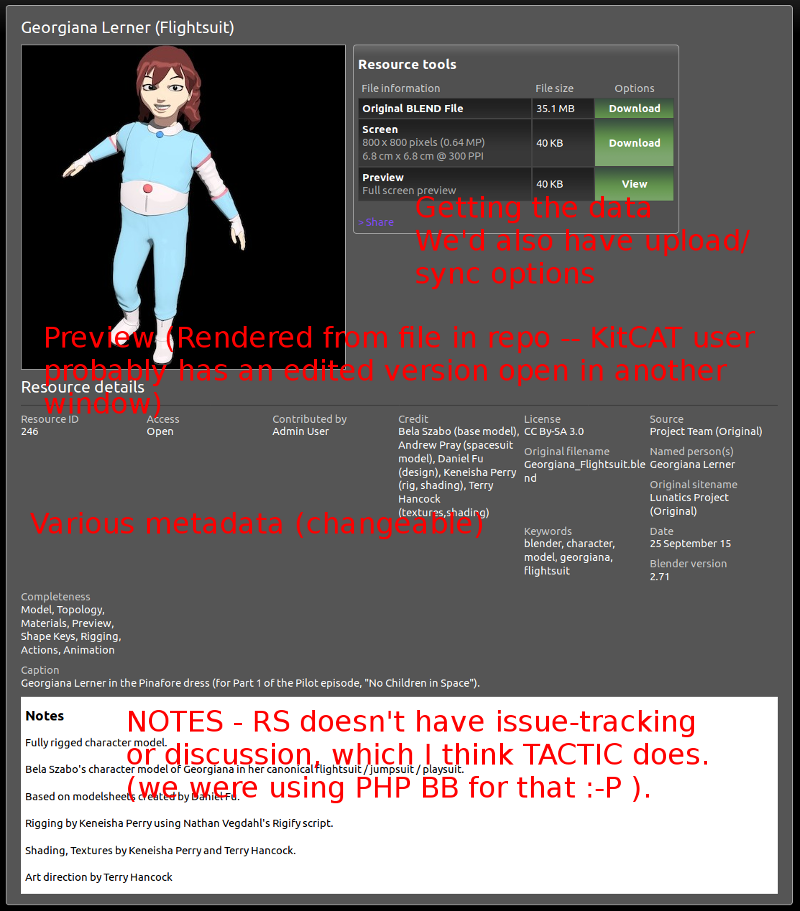 Georgiana Lerner (Flightsuit)
Resource tools
File information File size Options
Original BLEND File 35.1 MB Download
Screen
800 x 800 pixels (0.64 MP)
6.8 cm x 6.8 cm @ 300 PPI
40 KB Download
Preview
Full screen preview
40 KB View
> Share
Getting the data
We'd also have upload/
sync options
Preview (Rendered from file in repo -- KitCAT user
probably has an edited version open in another
window)
Resource details
Resource ID
246
Access
Open
Contributed by
Admin User
Credit
Bela Szabo (base model),
Andrew Pray (spacesuit
model), Daniel Fu
(design), Keneisha Perry
(rig, shading), Terry
Hancock
(textures,shading)
License
CC By-SA 3.0
Source
Project Team (Original)
Original filename
Georgiana_Flightsuit.ble
nd
Named person(s)
Georgiana Lerner
Original sitename
Lunatics Project
(Original)
Various metadata (changeable)
Keywords
blender, character,
model, georgiana,
flightsuit
Date
25 September 15
Blender version
2.71
Completeness
Model, Topology,
Materials, Preview,
Shape Keys, Rigging,
Actions, Animation
Caption
Georgiana Lerner in the Pinafore dress (for Part 1 of the Pilot episode, "No Children in Space").
Notes
NOTES - RS doesn't have issue-tracking
or discussion, which I think TACTIC does.
(we were using PHP BB for that :-P ).
Fully rigged character model.
Bela Szabo's character model of Georgiana in her canonical flightsuit / jumpsuit / playsuit.
Based on modelsheets created by Daniel Fu.
Rigging by Keneisha Perry using Nathan Vegdahl's Rigify script.
Shading, Textures by Keneisha Perry and Terry Hancock.
Art direction by Terry Hancock